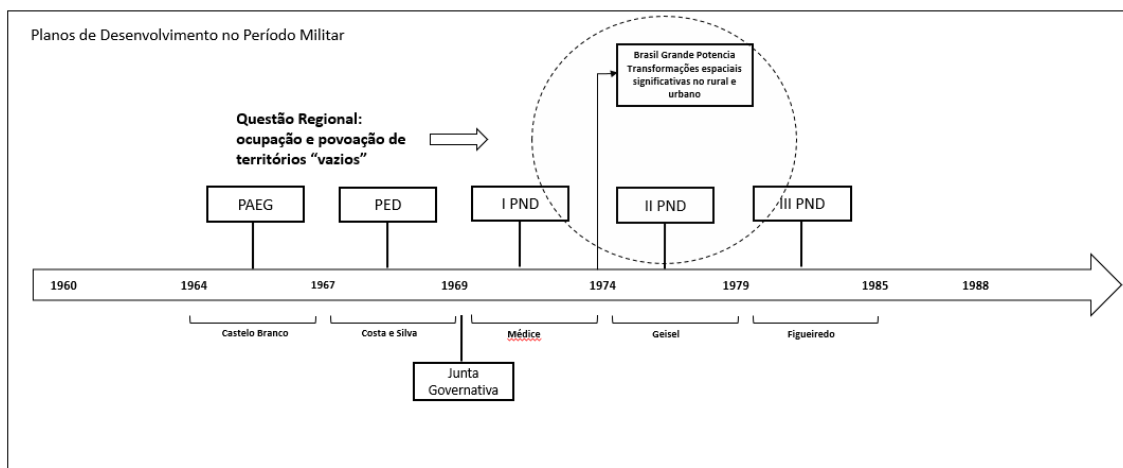 Planos de Desenvolvimento no Período Militar
Brasil Grande Potencia
Transformações espaciais
significativas no rural e
urbano
Questão Regional:
ocupação e povoação de
territórios “vazios”
PAEG
PED
I PND
II PND
III PND
1960
1964
1967
1969
1974
1979
1985
1988
Castelo Branco
Costa e Silva
Médice
Geisel
Figueiredo
Junta
Governativa